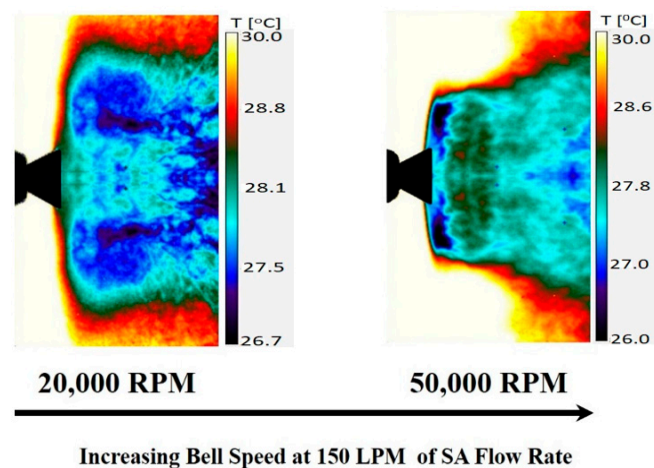 T [°C]
30.0
28.8
28.1
27.5
26.7
T [°C]
30.0
28.6
27.8
27.0
26.0
20,000 RPM
50,000 RPM
Increasing Bell Speed at 150 LPM of SA Flow Rate